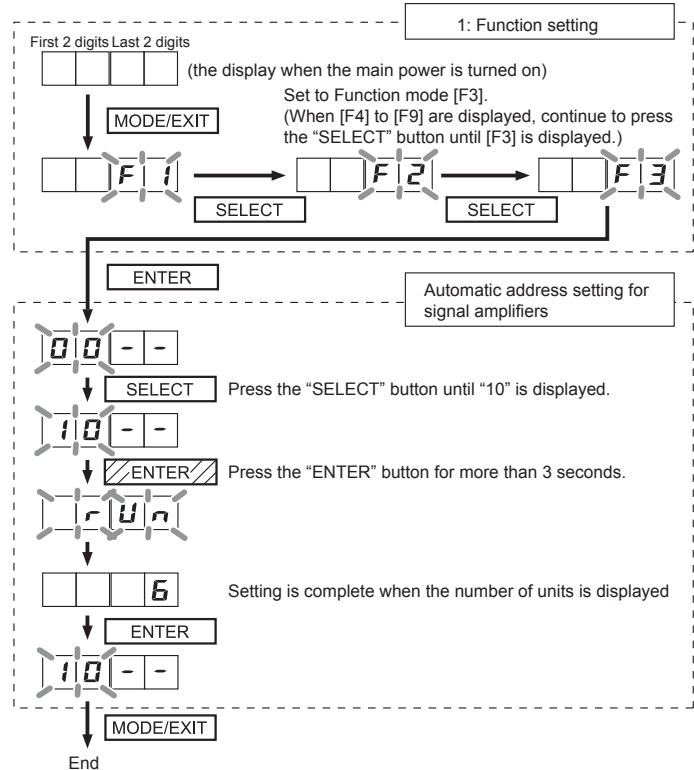 1: Function setting
First 2 digits Last 2 digits
(the display when the main power is turned on)
Set to Function mode [F3].
(When [F4] to [F9] are displayed, continue to press
the “SELECT” button until [F3] is displayed.)
MODE/EXIT
F 1
F 2
F 3
SELECT
SELECT
ENTER
Automatic address setting for
signal amplifiers
0 0 - -
SELECT
Press the “SELECT” button until “10” is displayed.
1 0 - -
ENTER
Press the “ENTER” button for more than 3 seconds.
r U n
6
Setting is complete when the number of units is displayed
ENTER
1 0 - -
MODE/EXIT
End